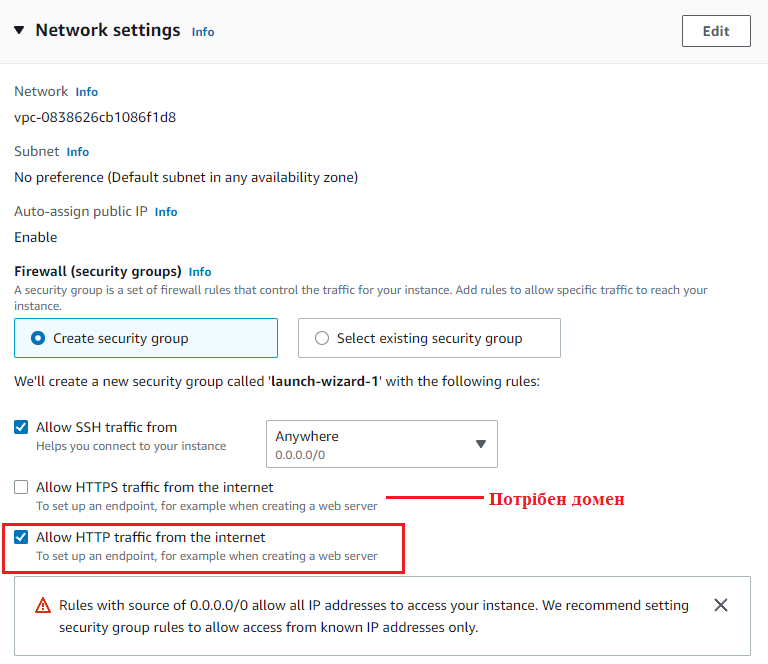 Network settings Info
Edit
Network Info
vpc-0838626cb1086f1d8
Subnet Info
No preference (Default subnet in any availability zone)
Auto-assign public IP Info
Enable
Firewall (security groups) Info
A security group is a set of firewall rules that control the traffic for your instance. Add rules to allow specific traffic to reach your
instance.
Create security group
Select existing security group
We'll create a new security group called 'launch-wizard-1' with the following rules:
Allow SSH traffic from
Helps you connect to your instance
Anywhere
0.0.0.0/0
Allow HTTPS traffic from the internet
To set up an endpoint, for example when creating a web server
Потрібен домен
Allow HTTP traffic from the internet
To set up an endpoint, for example when creating a web server
Rules with source of 0.0.0.0/0 allow all IP addresses to access your instance. We recommend setting
security group rules to allow access from known IP addresses only.